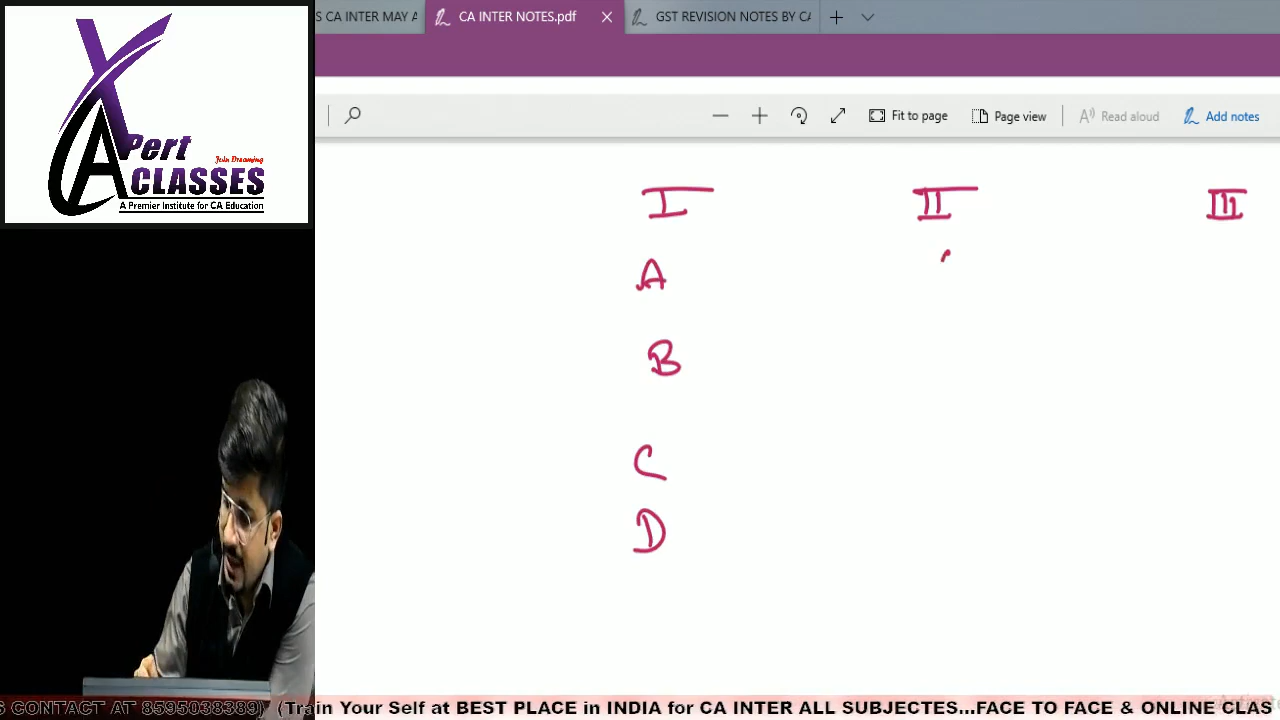 S CA INTER MAY A
CA INTER NOTES.pdf
GST REVISION NOTES BY CA
Fit to page
Page view
Read aloud
Add notes
XPert
Join Dreaming
CA CLASSES
A Premier Institute for CA Education
I II III
A
B
C
D
S CONTACT AT 8595038389) (Train Your Self at BEST PLACE in INDIA for CA INTER ALL SUBJECTES...FACE TO FACE & ONLINE CLAS